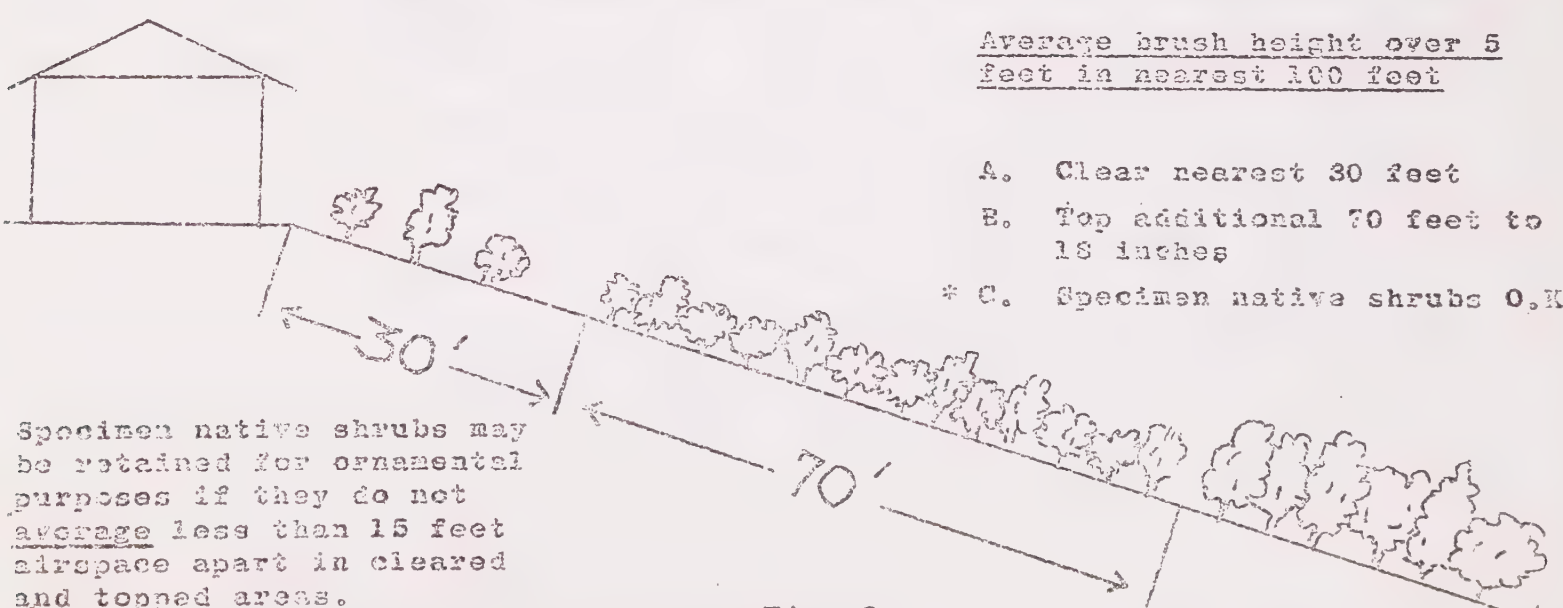 Average brush height over 5
feet in nearest 100 feet
A. Clear nearest 30 feet
B. Top additional 70 feet to
18 inches
* C. Specimen native shrubs O.K
30'
70'
Specimen native shrubs may
be retained for ornamental
purposes if they do not
average less than 15 feet
airspace apart in cleared
and topped areas.